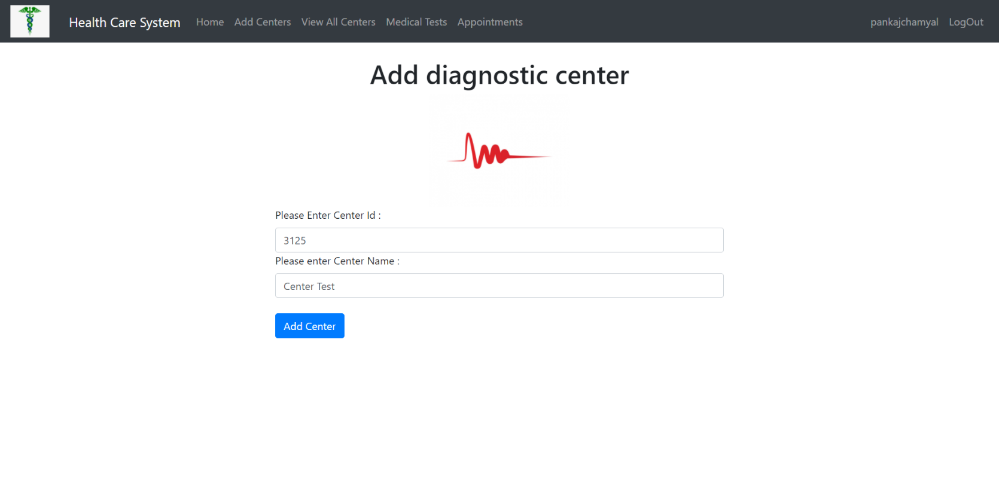 Health Care System Home Add Centers View All Centers Medical Tests Appointments pankajchamyal LogOut
Add diagnostic center
Please Enter Center Id :
3125
Please enter Center Name :
Center Test
Add Center